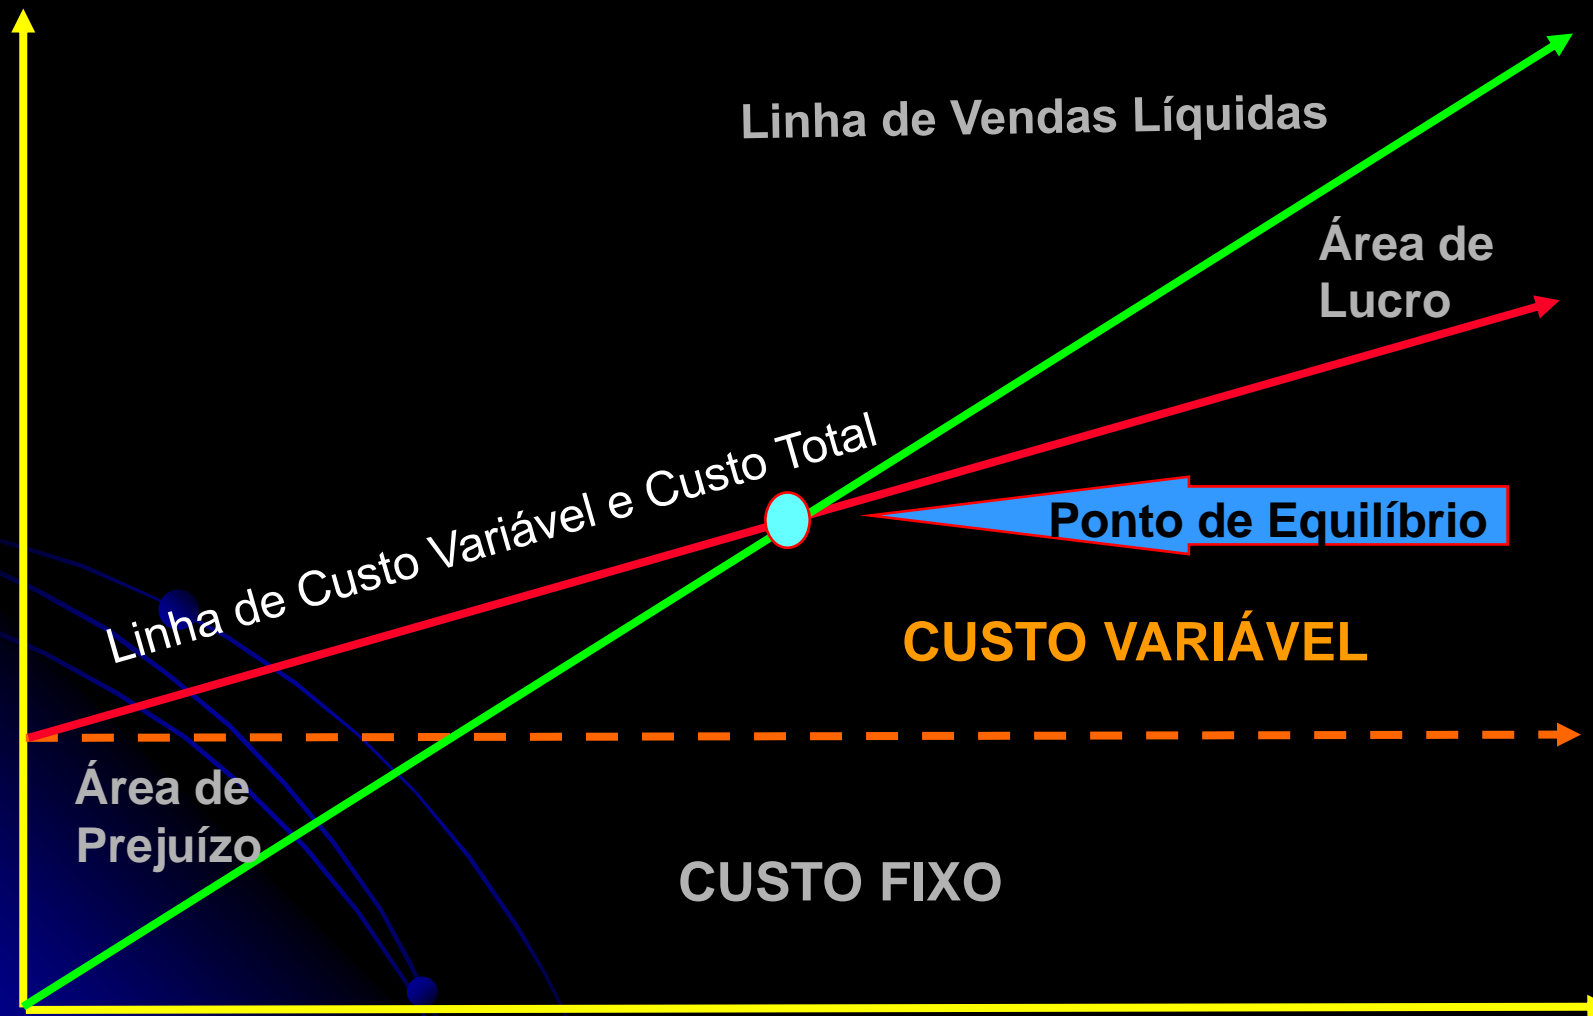 Linha de Vendas Líquidas
Área de
Lucro
Linha de Custo Variável e Custo Total
Ponto de Equilíbrio
CUSTO VARIÁVEL
Área de
Prejuízo
CUSTO FIXO